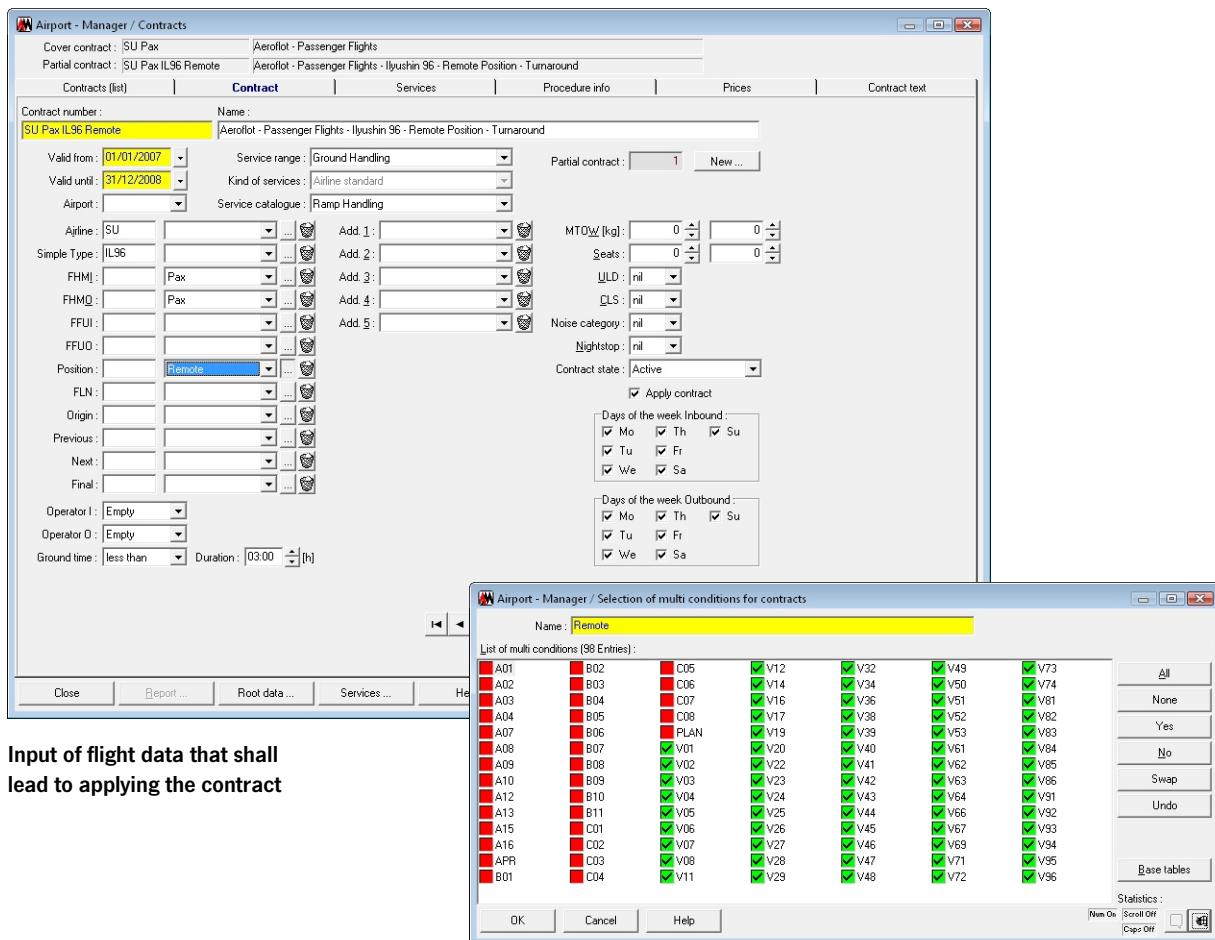 Airport - Manager / Contracts
Cover contract : SU Pax Aeroflot - Passenger Flights
Partial contract : SU Pax IL96 Remote Aeroflot - Passenger Flights - Ilyushin 96 - Remote Position - Turnaround
Contracts (list) Contract Services Procedure info Prices Contract text
Contract number : Name :
SU Pax IL96 Remote Aeroflot - Passenger Flights - Ilyushin 96 - Remote Position - Turnaround
Valid from : 01/01/2007 Service range : Ground Handling Partial contract : 1 New ...
Valid until : 31/12/2008 Kind of services : Airline standard
Airport : Service catalogue : Ramp Handling
Airline : SU ... Add. 1 : MTOW [kg] : 0 0
Simple Type : IL96 ... Add. 2 : Seats : 0 0
FHMI : Pax ... Add. 3 : ULD : nil
FHMO : Pax ... Add. 4 : CLS : nil
FFUI : ... Add. 5 : Noise category : nil
FFUO : ... Nightstop : nil
Position : Remote ... Contract state : Active
FLN : ... Apply contract
Origin : ... Days of the week Inbound :
Previous : ... Mo Th Su
Next : ... Tu Fr
Final : ... We Sa
Days of the week Outbound :
Operator I : Empty Mo Th Su
Operator O : Empty Tu Fr
Ground time : less than Duration : 03:00 [h] We Sa
Close Report ... Root data ... Services ... He
Input of flight data that shall
lead to applying the contract
Airport - Manager / Selection of multi conditions for contracts
Name : Remote
List of multi conditions (98 Entries) :
A01 B02 C05 V12 V32 V49 V73 All
A02 B03 C06 V14 V34 V50 V74
A03 B04 C07 V16 V36 V51 V81 None
A04 B05 C08 V17 V38 V52 V82
A07 B06 PLAN V19 V39 V53 V83 Yes
A08 B07 V01 V20 V40 V61 V84 No
A09 B08 V02 V22 V41 V62 V85
A10 B09 V03 V23 V42 V63 V86 Swap
A12 B10 V04 V24 V43 V64 V91 Undo
A13 B11 V05 V25 V44 V66 V92
A15 C01 V06 V26 V45 V67 V93
A16 C02 V07 V27 V46 V69 V94
APR C03 V08 V28 V47 V71 V95 Base tables
B01 C04 V11 V29 V48 V72 V96
Statistics :
OK Cancel Help Num On Scroll Off
Caps Off